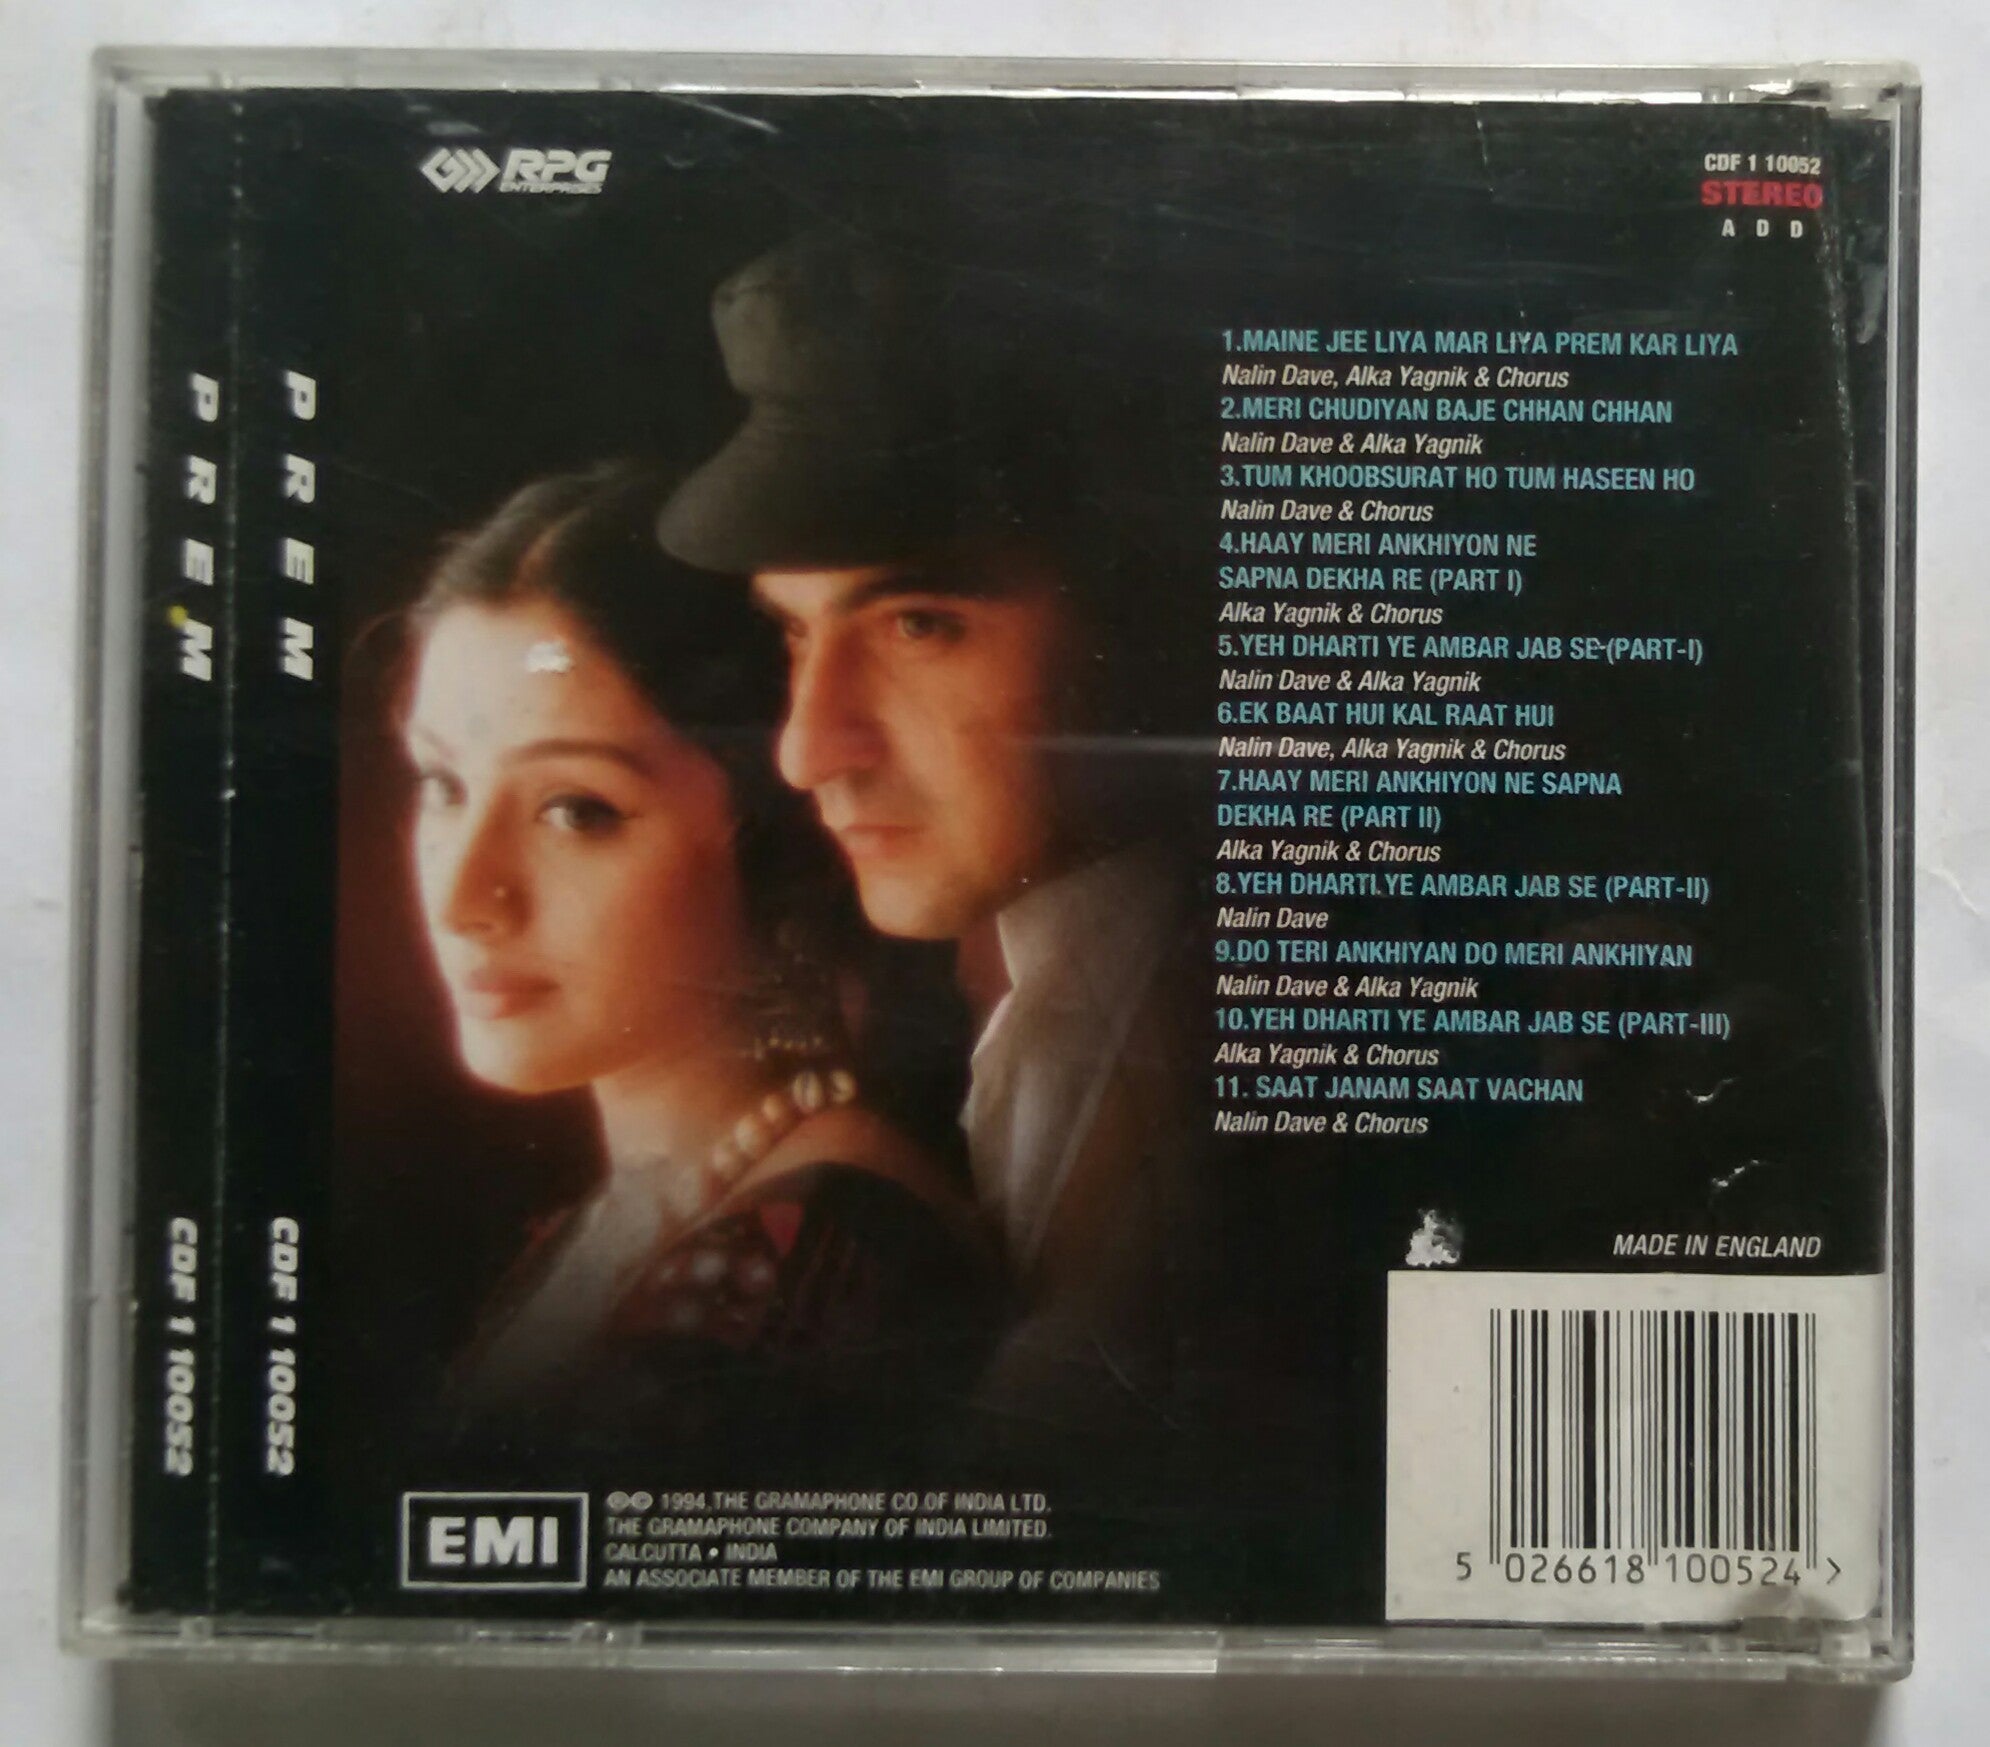 RPG
ENTERPRISES
CDF 1 10052
STEREO
A D D
PREM
CDF 1 10052
PREM
CDF 1 10052
1.MAINE JEE LIYA MAR LIYA PREM KAR LIYA
Nalin Dave, Alka Yagnik & Chorus
2.MERI CHUDIYAN BAJE CHHAN CHHAN
Nalin Dave & Alka Yagnik
3.TUM KHOOBSURAT HO TUM HASEEN HO
Nalin Dave & Chorus
4.HAAY MERI ANKHIYON NE
SAPNA DEKHA RE (PART I)
Alka Yagnik & Chorus
5.YEH DHARTI YE AMBAR JAB SE-(PART-I)
Nalin Dave & Alka Yagnik
6.EK BAAT HUI KAL RAAT HUI
Nalin Dave, Alka Yagnik & Chorus
7.HAAY MERI ANKHIYON NE SAPNA
DEKHA RE (PART II)
Alka Yagnik & Chorus
8.YEH DHARTI YE AMBAR JAB SE (PART-II)
Nalin Dave
9.DO TERI ANKHIYAN DO MERI ANKHIYAN
Nalin Dave & Alka Yagnik
10.YEH DHARTI YE AMBAR JAB SE (PART-III)
Alka Yagnik & Chorus
11. SAAT JANAM SAAT VACHAN
Nalin Dave & Chorus
MADE IN ENGLAND
5 026618 100524 >
EMI
℗© 1994.THE GRAMAPHONE CO.OF INDIA LTD.
THE GRAMAPHONE COMPANY OF INDIA LIMITED.
CALCUTTA • INDIA
AN ASSOCIATE MEMBER OF THE EMI GROUP OF COMPANIES